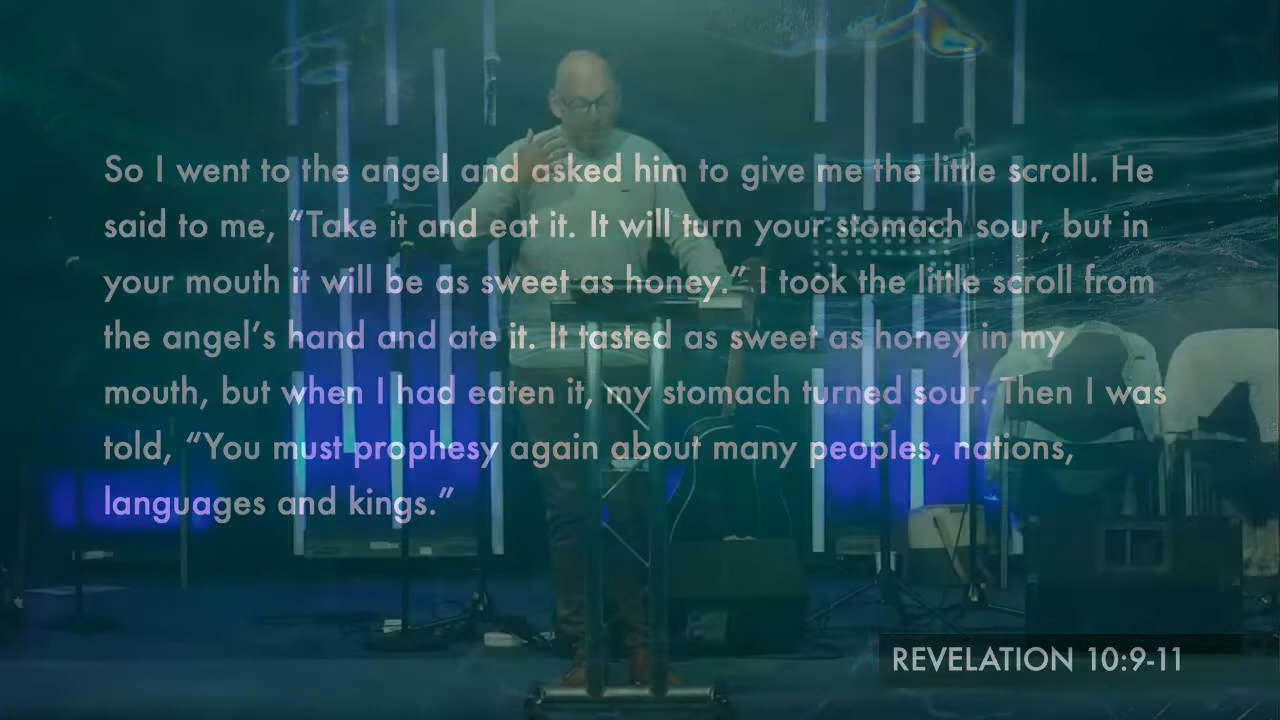 So I went to the angel and asked him to give me the little scroll. He
said to me, “Take it and eat it. It will turn your stomach sour, but in
your mouth it will be as sweet as honey.” I took the little scroll from
the angel’s hand and ate it. It tasted as sweet as honey in my
mouth, but when I had eaten it, my stomach turned sour. Then I was
told, “You must prophesy again about many peoples, nations,
languages and kings.”
REVELATION 10:9-11